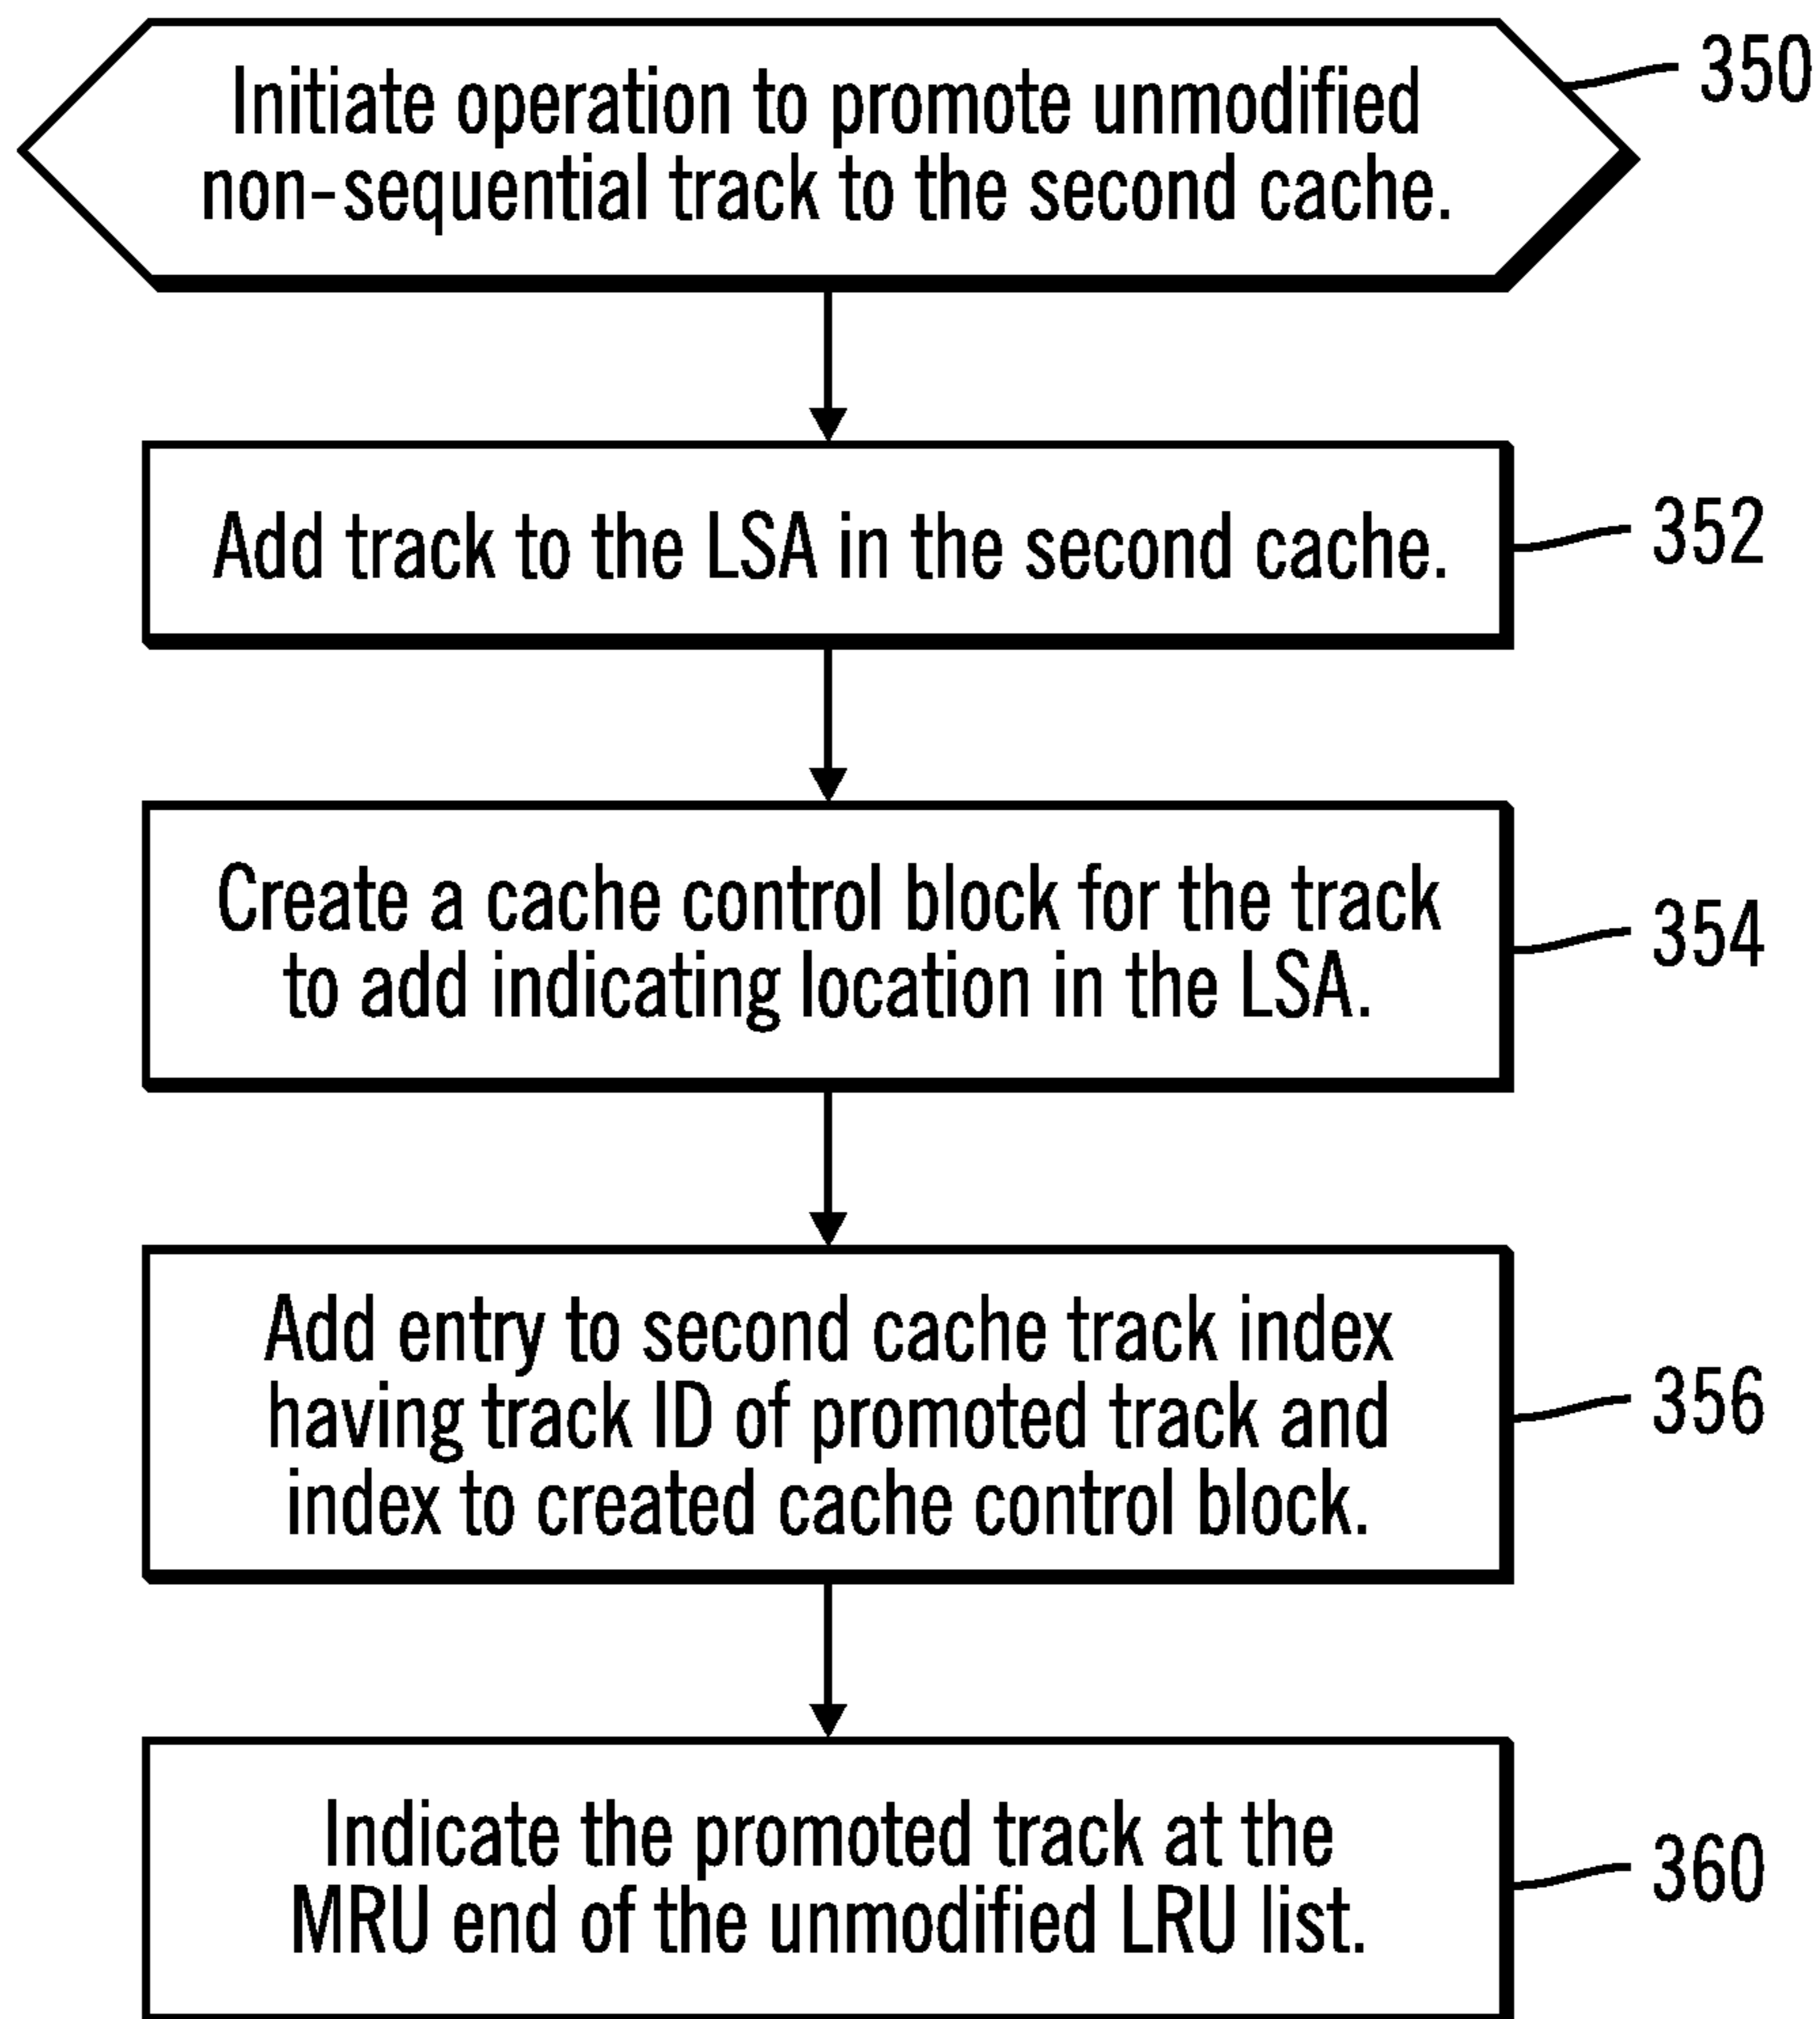 Initiate operation to promote unmodified
non-sequential track to the second cache.
350
Add track to the LSA in the second cache.
352
Create a cache control block for the track
to add indicating location in the LSA.
354
Add entry to second cache track index
having track ID of promoted track and
index to created cache control block.
356
Indicate the promoted track at the
MRU end of the unmodified LRU list.
360